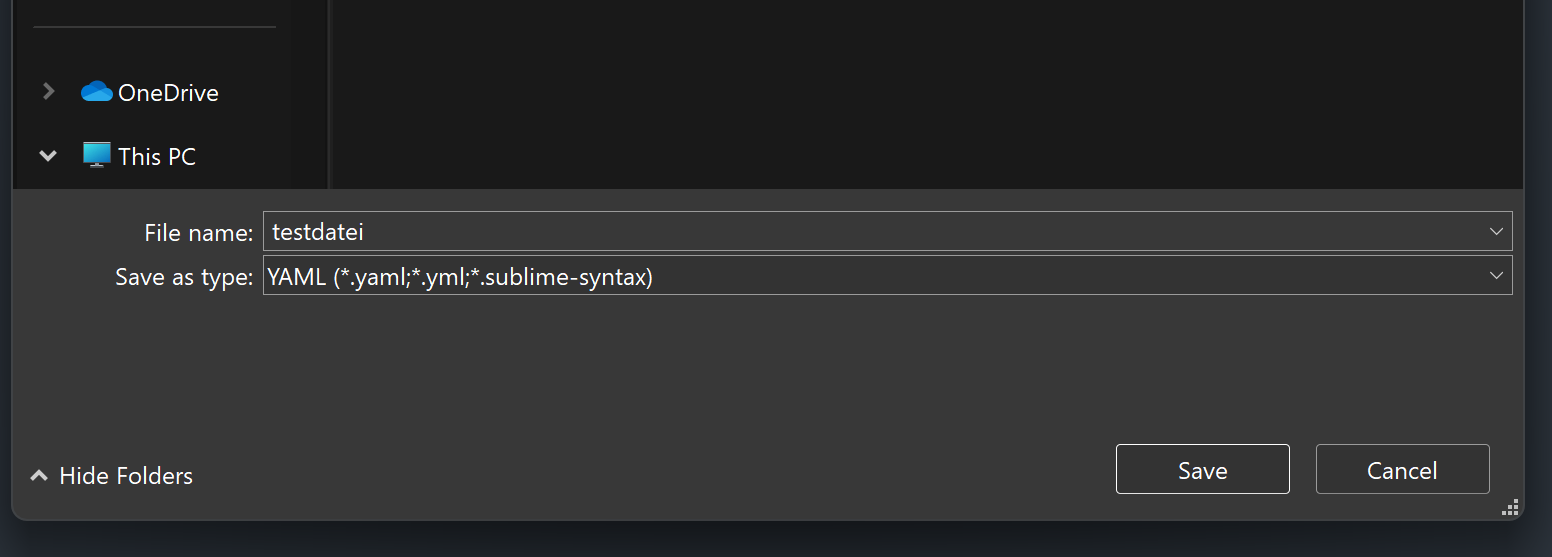 OneDrive
This PC
File name: testdatei
Save as type: YAML (*.yaml;*.yml;*.sublime-syntax)
Hide Folders
Save
Cancel